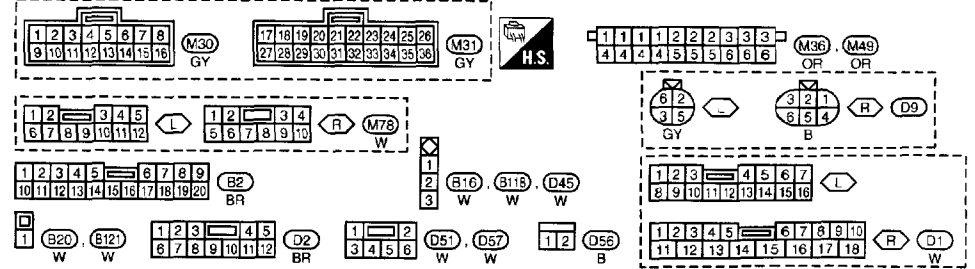 1 2 3 4 5 6 7 8
9 10 11 12 13 14 15 16
M30
GY
17 18 19 20 21 22 23 24 25 26
27 28 29 30 31 32 33 34 35 36
M31
GY
H.S.
1 1 1 1 2 2 2 3 3 3
4 4 4 4 5 5 5 6 6 6
M36 , M49
OR OR
1 2 3 4 5
6 7 8 9 10 11 12
L
1 2 3 4
5 6 7 8 9 10
R M78
W
6 2
3 5
GY
L
3 2 1
6 5 4
B
R D9
1 2 3 4 5 6 7 8 9
10 11 12 13 14 15 16 17 18 19 20
B2
BR
1
2
3
B16 , B118 , D45
W W W
1 2 3 4 5 6 7
8 9 10 11 12 13 14 15 16
L
1
B20 , B121
W W
1 2 3 4 5
6 7 8 9 10 11 12
D2
BR
1 2
3 4 5 6
D51 , D57
W W
1 2
D56
B
1 2 3 4 5 6 7 8 9 10
11 12 13 14 15 16 17 18
R D1
W